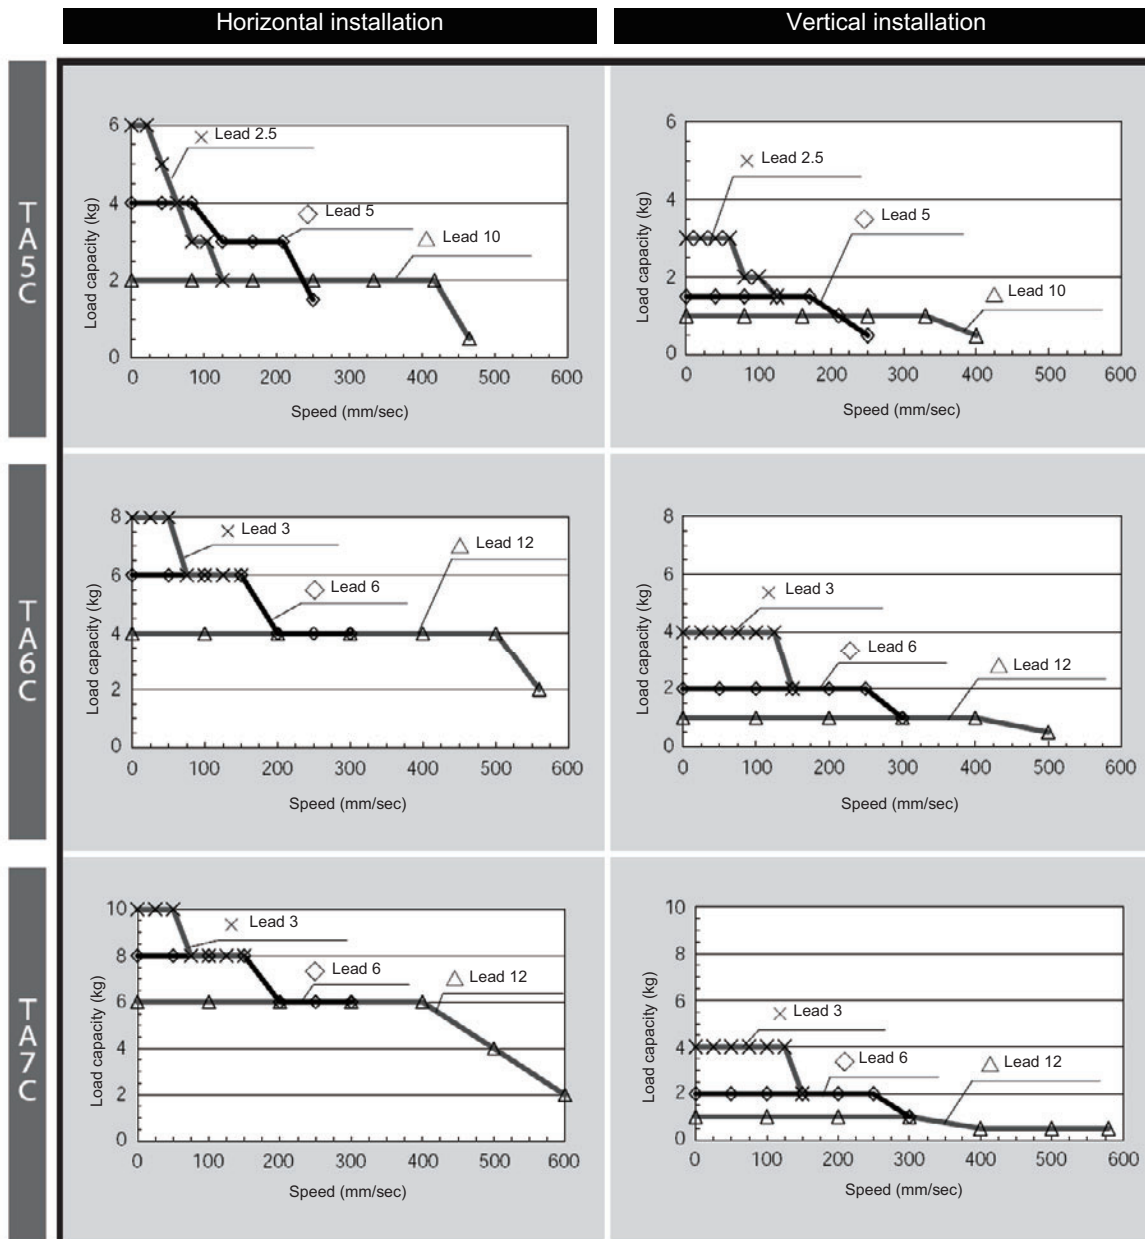 Horizontal installation
Vertical installation
TA5C
Load capacity (kg)
6
4
2
0
Lead 2.5
Lead 5
Lead 10
0 100 200 300 400 500 600
Speed (mm/sec)
Load capacity (kg)
6
4
2
0
Lead 2.5
Lead 5
Lead 10
0 100 200 300 400 500 600
Speed (mm/sec)
TA6C
Load capacity (kg)
8
6
4
2
0
Lead 3
Lead 12
Lead 6
0 100 200 300 400 500 600
Speed (mm/sec)
Load capacity (kg)
8
6
4
2
0
Lead 3
Lead 6
Lead 12
0 100 200 300 400 500 600
Speed (mm/sec)
TA7C
Load capacity (kg)
10
8
6
4
2
0
Lead 3
Lead 6
Lead 12
0 100 200 300 400 500 600
Speed (mm/sec)
Load capacity (kg)
10
8
6
4
2
0
Lead 3
Lead 6
Lead 12
0 100 200 300 400 500 600
Speed (mm/sec)